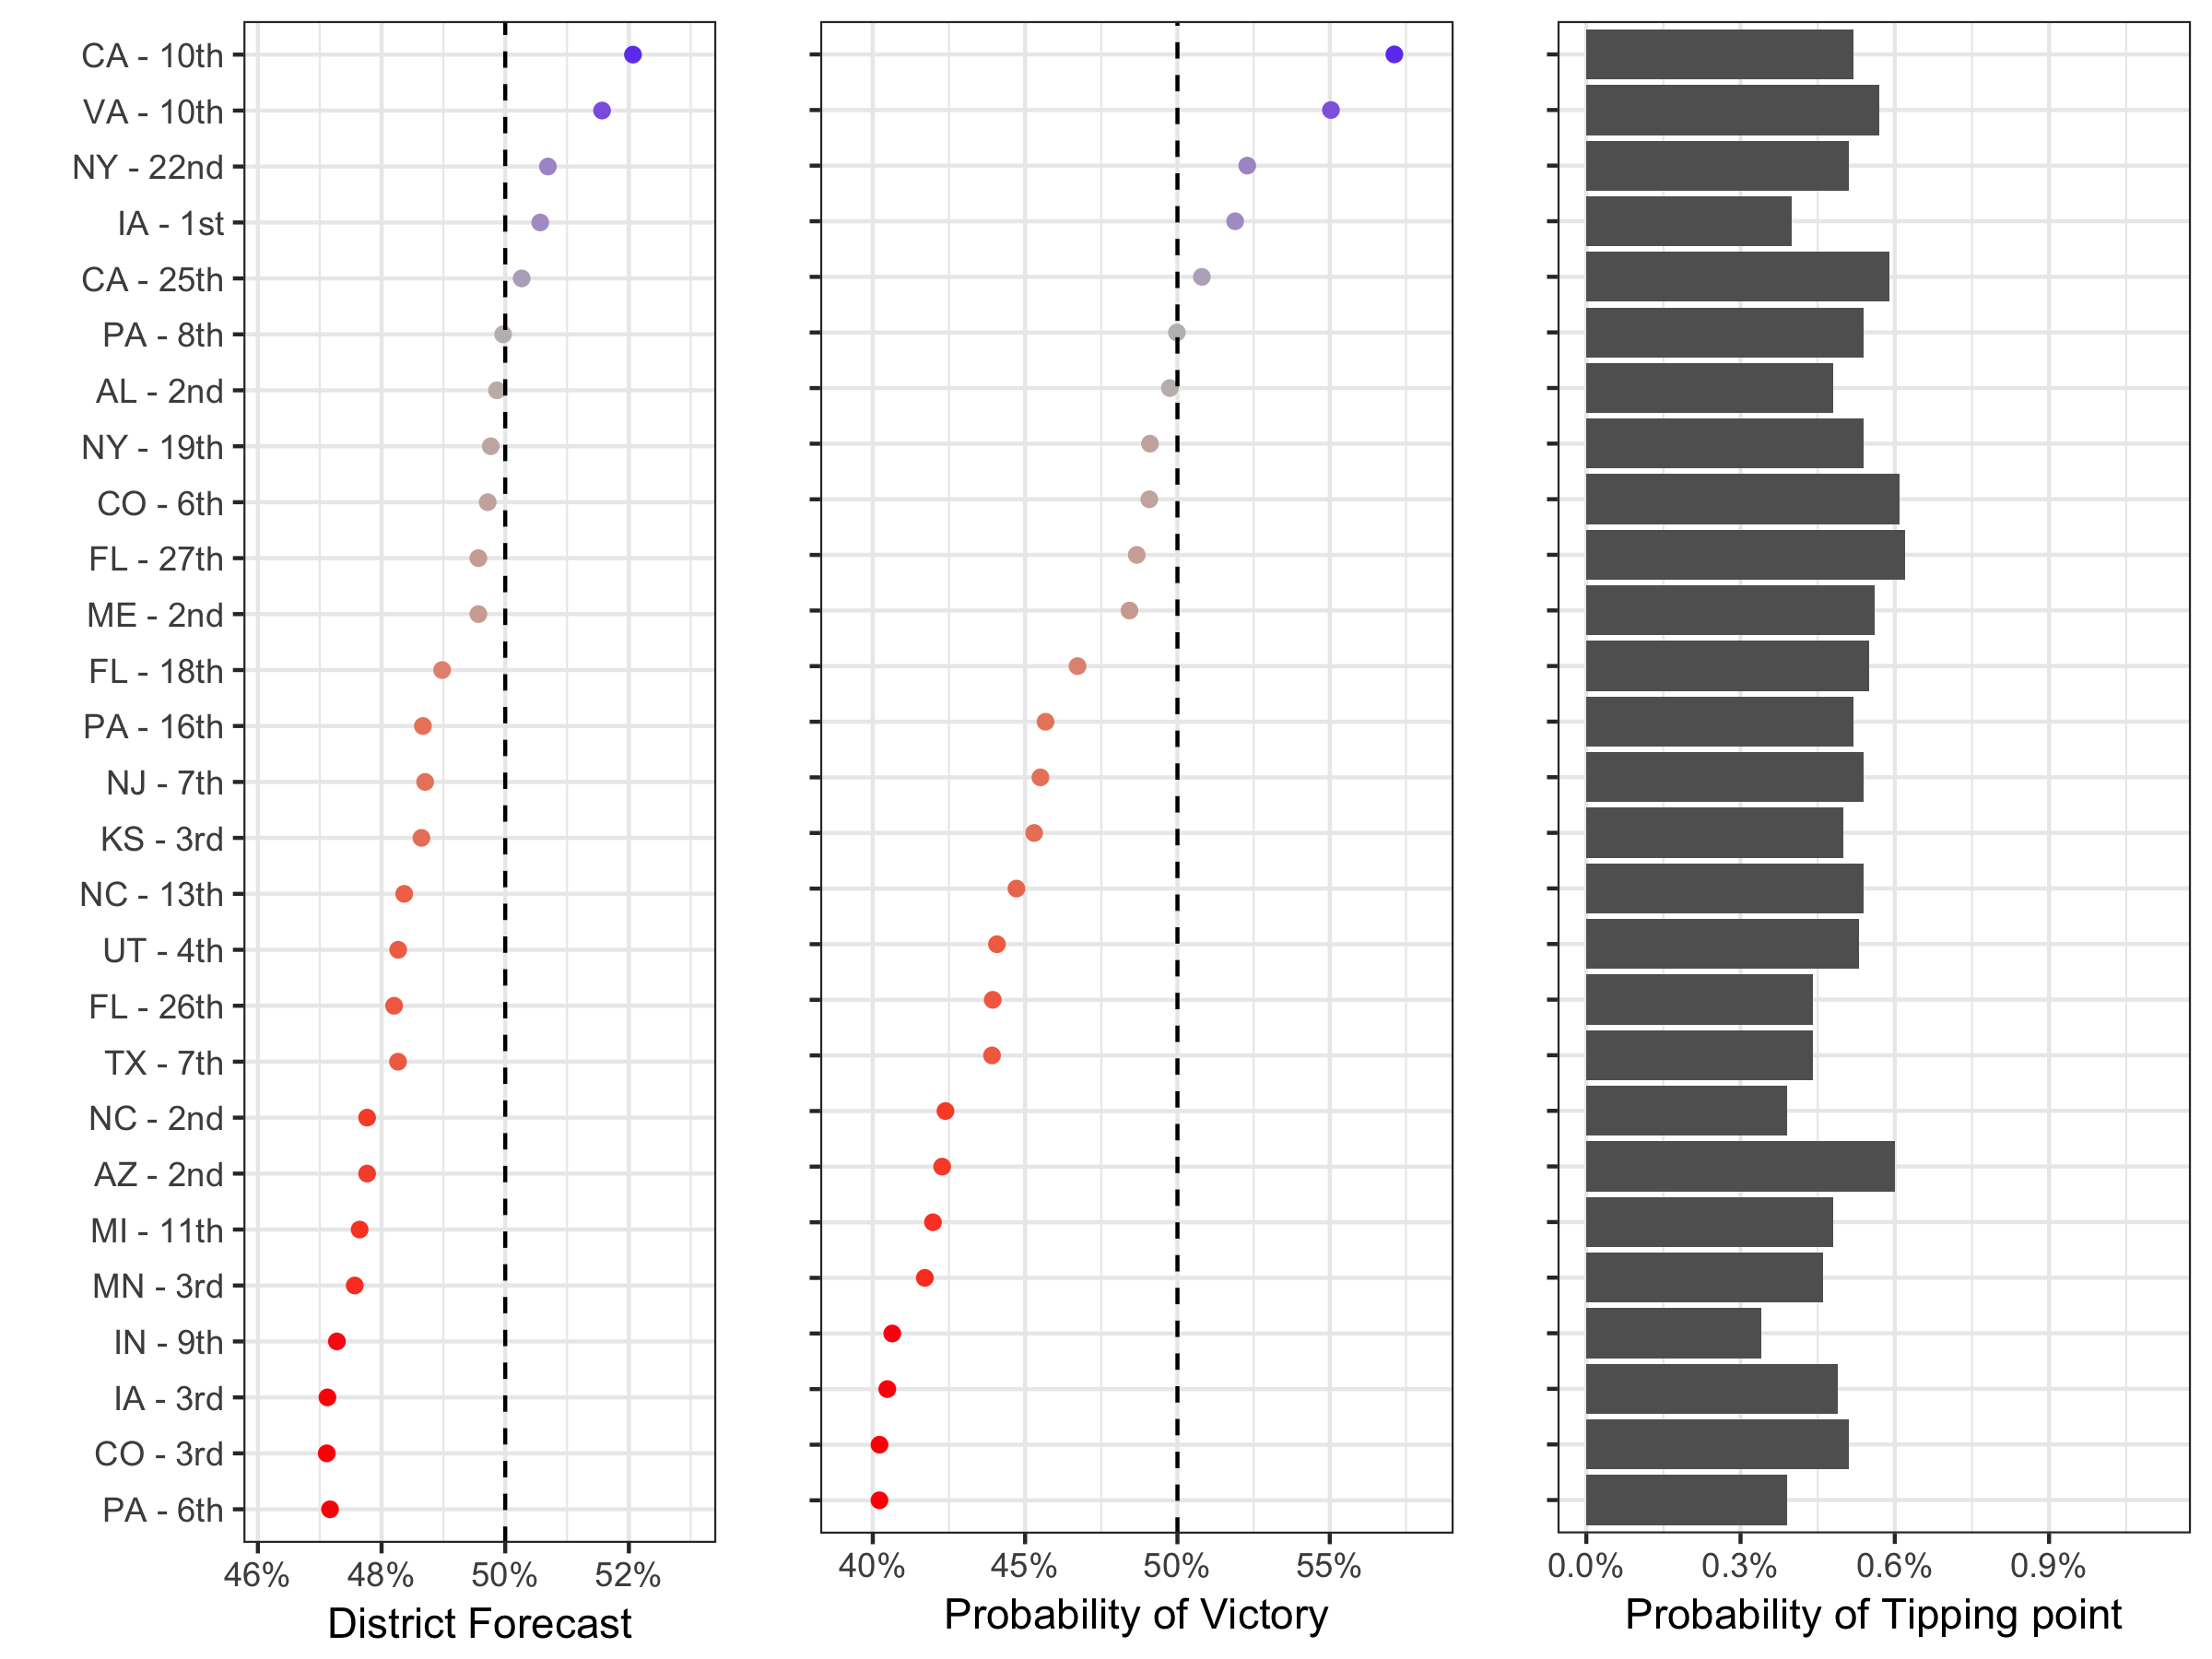 CA - 10th
VA - 10th
NY - 22nd
IA - 1st
CA - 25th
PA - 8th
AL - 2nd
NY - 19th
CO - 6th
FL - 27th
ME - 2nd
FL - 18th
PA - 16th
NJ - 7th
KS - 3rd
NC - 13th
UT - 4th
FL - 26th
TX - 7th
NC - 2nd
AZ - 2nd
MI - 11th
MN - 3rd
IN - 9th
IA - 3rd
CO - 3rd
PA - 6th
46% 48% 50% 52%
District Forecast
40% 45% 50% 55%
Probability of Victory
0.0% 0.3% 0.6% 0.9%
Probability of Tipping point